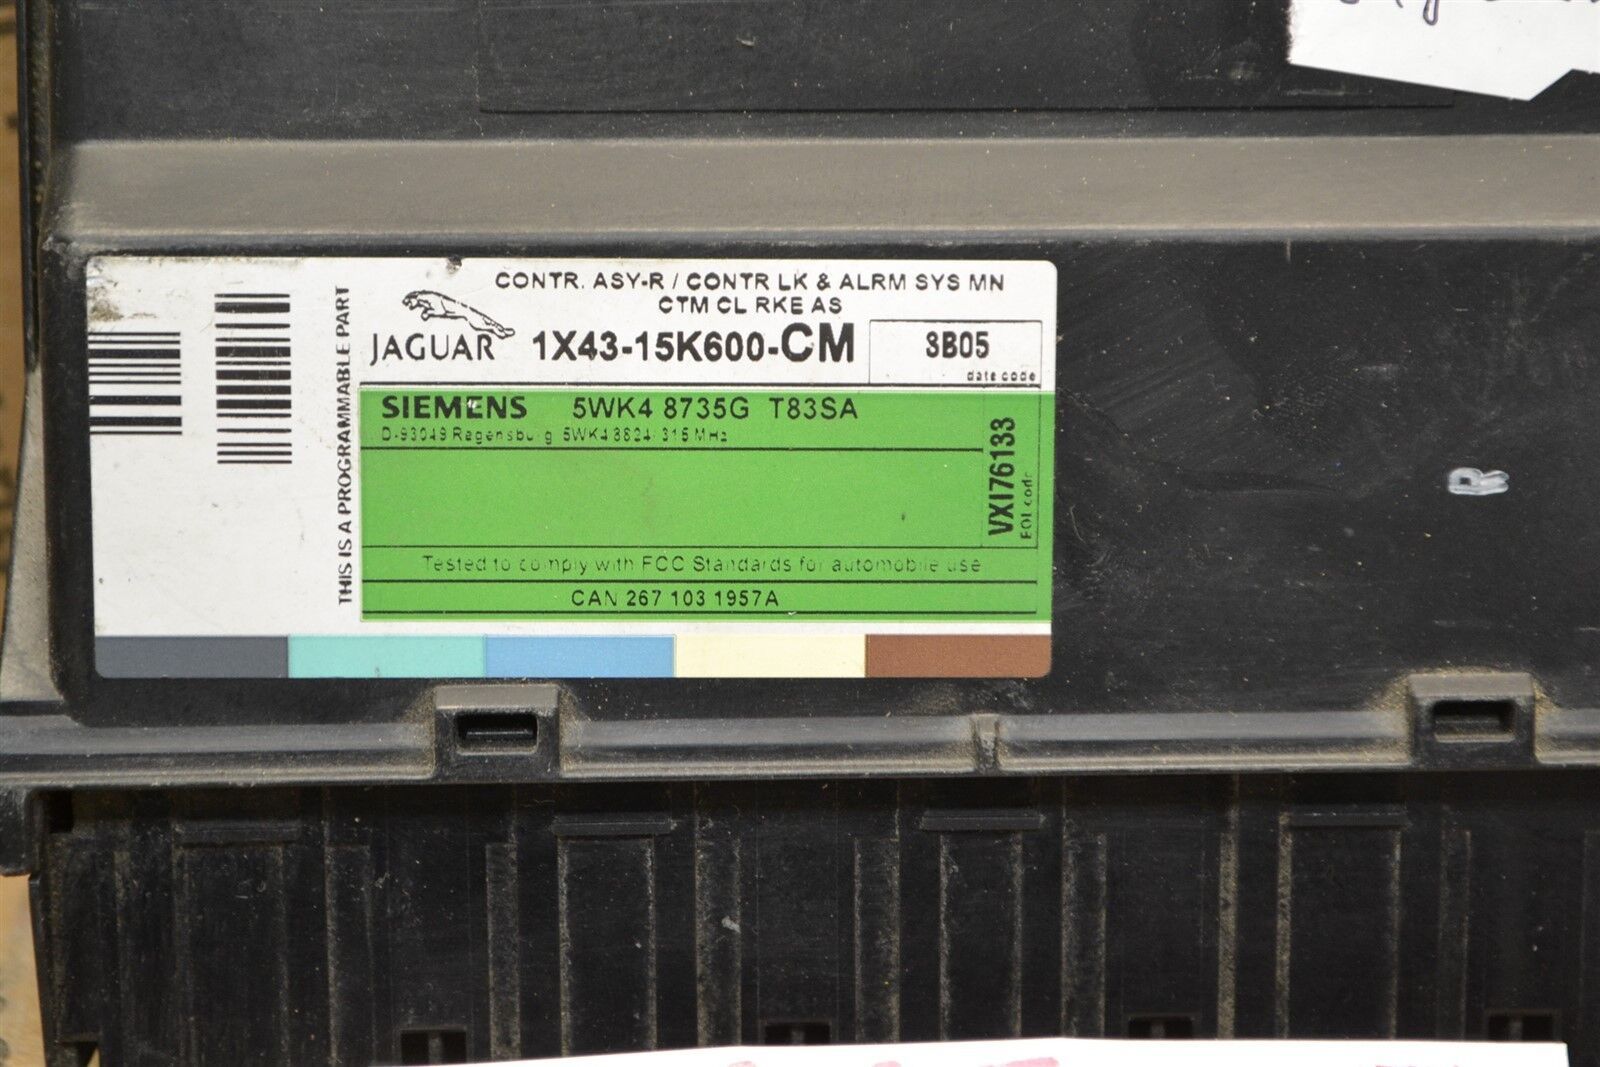 CONTR. ASY-R / CONTR LK & ALRM SYS MN
CTM CL RKE AS
JAGUAR 1X43-15K600-CM
3B05
date code
THIS IS A PROGRAMMABLE PART
SIEMENS 5WK4 8735G T83SA
D-93049 Regensburg 5WK4 8824 315 MHz
VX176133
EOL code
Tested to comply with FCC Standards for automobile use
CAN 267 103 1957A
R